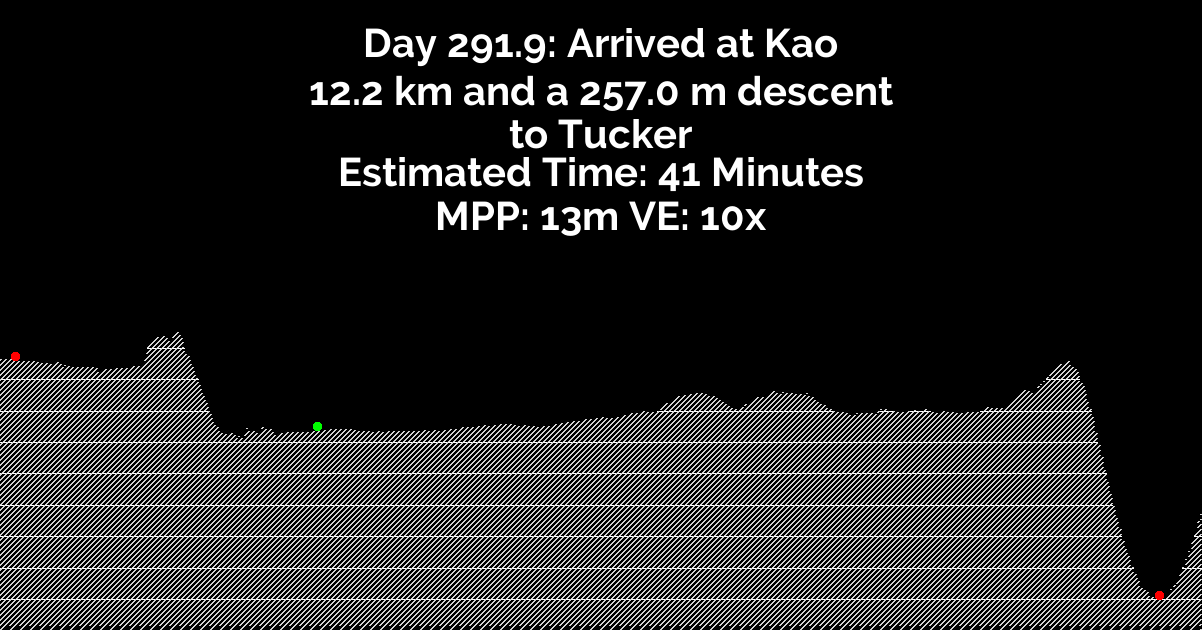 Day 291.9: Arrived at Kao
12.2 km and a 257.0 m descent
to Tucker
Estimated Time: 41 Minutes
MPP: 13m VE: 10x